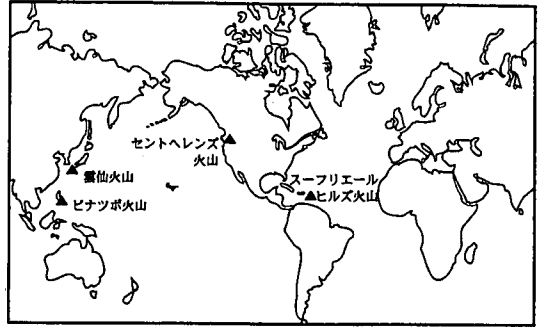 セントヘレンズ
火山
雲仙火山
ピナツボ火山
スーフリエール
ヒルズ火山